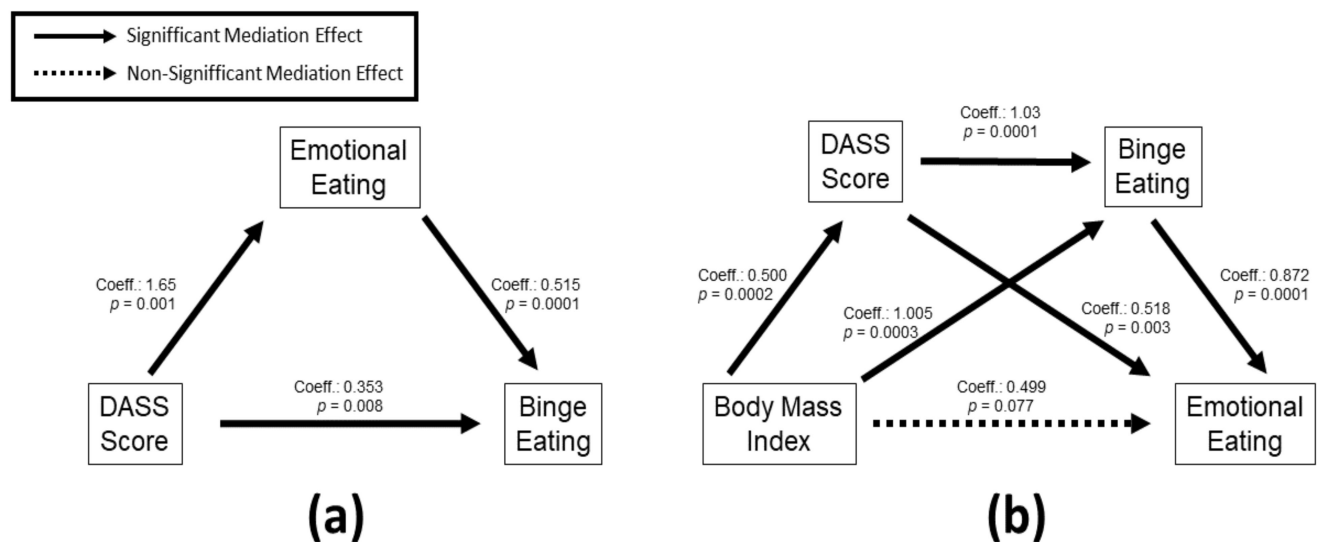 Signifficant Mediation Effect
Non-Signifficant Mediation Effect
Emotional
Eating
Coeff.: 1.65
p = 0.001
Coeff.: 0.515
p = 0.0001
Coeff.: 0.353
p = 0.008
DASS
Score
Binge
Eating
(a)
DASS
Score
Coeff.: 1.03
p = 0.0001
Binge
Eating
Coeff.: 0.500
p = 0.0002
Coeff.: 1.005
p = 0.0003
Coeff.: 0.518
p = 0.003
Coeff.: 0.872
p = 0.0001
Coeff.: 0.499
p = 0.077
Body Mass
Index
Emotional
Eating
(b)